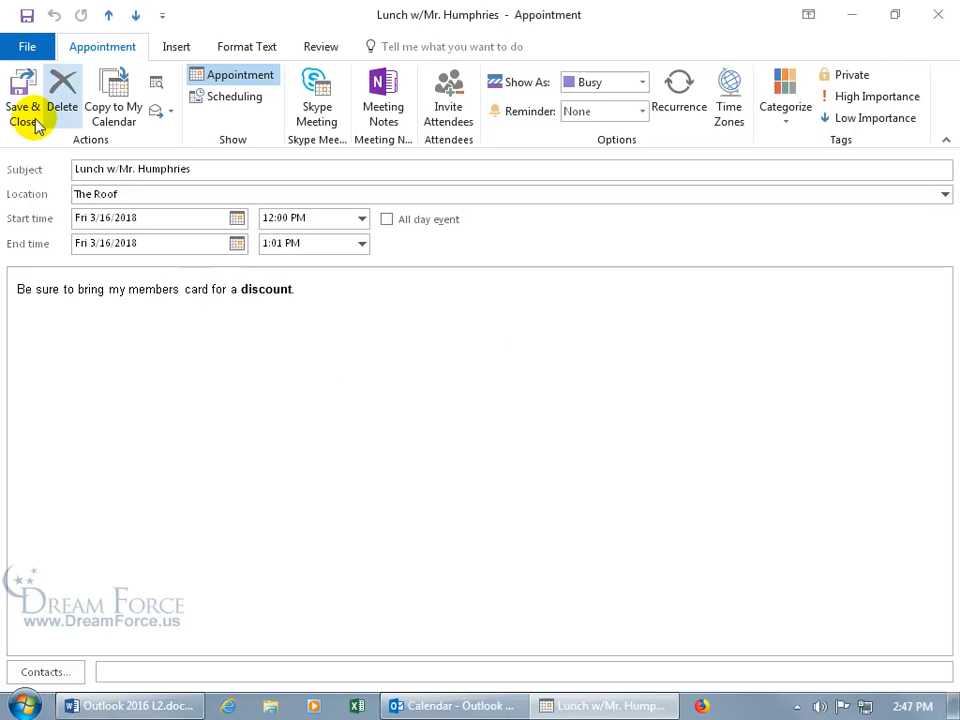 Lunch w/Mr. Humphries - Appointment
File Appointment Insert Format Text Review Tell me what you want to do
Save & Close
Delete
Copy to My Calendar
Actions
Appointment
Scheduling
Show
Skype Meeting
Skype Mee...
Meeting Notes
Meeting N...
Invite Attendees
Attendees
Show As: Busy
Reminder: None
Recurrence
Time Zones
Options
Categorize
Private
High Importance
Low Importance
Tags
Subject Lunch w/Mr. Humphries
Location The Roof
Start time Fri 3/16/2018 12:00 PM All day event
End time Fri 3/16/2018 1:01 PM
Be sure to bring my members card for a discount.
DREAM FORCE
www.DreamForce.us
Contacts...
Outlook 2016 L2.doc... Calendar - Outlook ... Lunch w/Mr. Hump... 2:47 PM